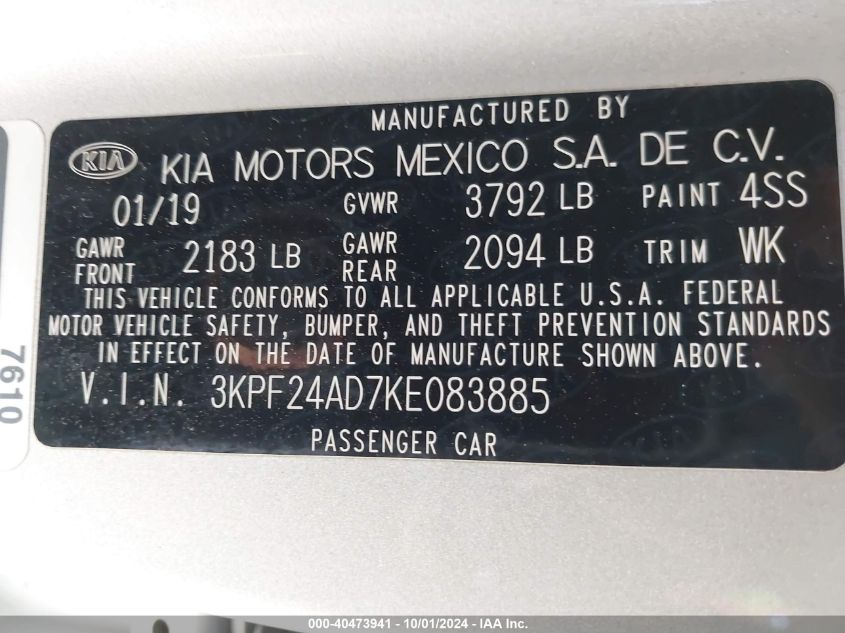 MANUFACTURED BY
KIA KIA MOTORS MEXICO S.A. DE C.V.
01/19 GVWR 3792 LB PAINT 4SS
GAWR FRONT 2183 LB GAWR REAR 2094 LB TRIM WK
THIS VEHICLE CONFORMS TO ALL APPLICABLE U.S.A. FEDERAL
MOTOR VEHICLE SAFETY, BUMPER, AND THEFT PREVENTION STANDARDS
IN EFFECT ON THE DATE OF MANUFACTURE SHOWN ABOVE.
V.I.N. 3KPF24AD7KE083885
PASSENGER CAR
7610
000-40473941 - 10/01/2024 - IAA Inc.